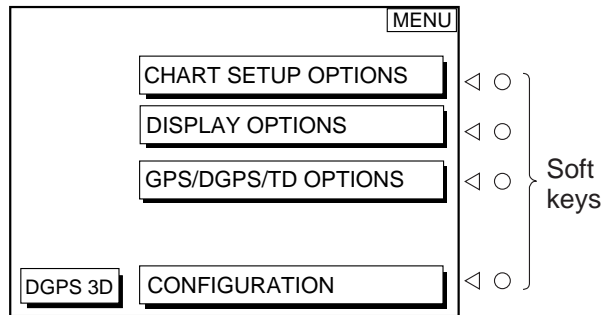 MENU
CHART SETUP OPTIONS
DISPLAY OPTIONS
GPS/DGPS/TD OPTIONS
Soft
keys
DGPS 3D
CONFIGURATION